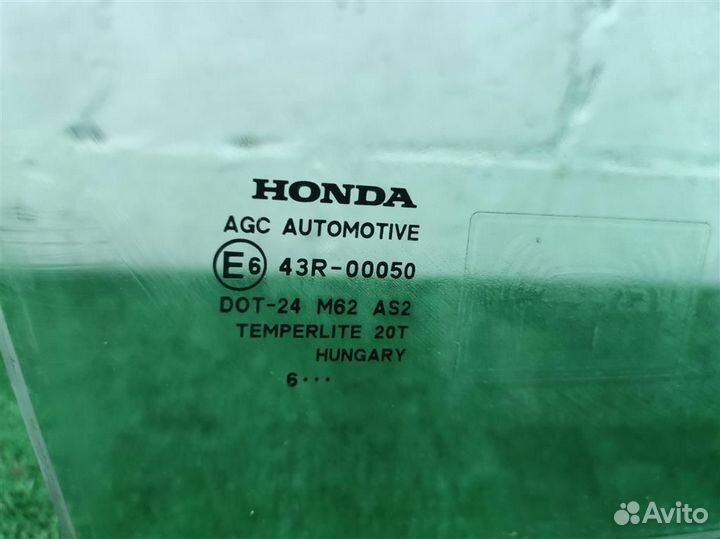 HONDA
AGC AUTOMOTIVE
E6 43R-00050
DOT-24 M62 AS2
TEMPERLITE 20T
HUNGARY
6···
Avito